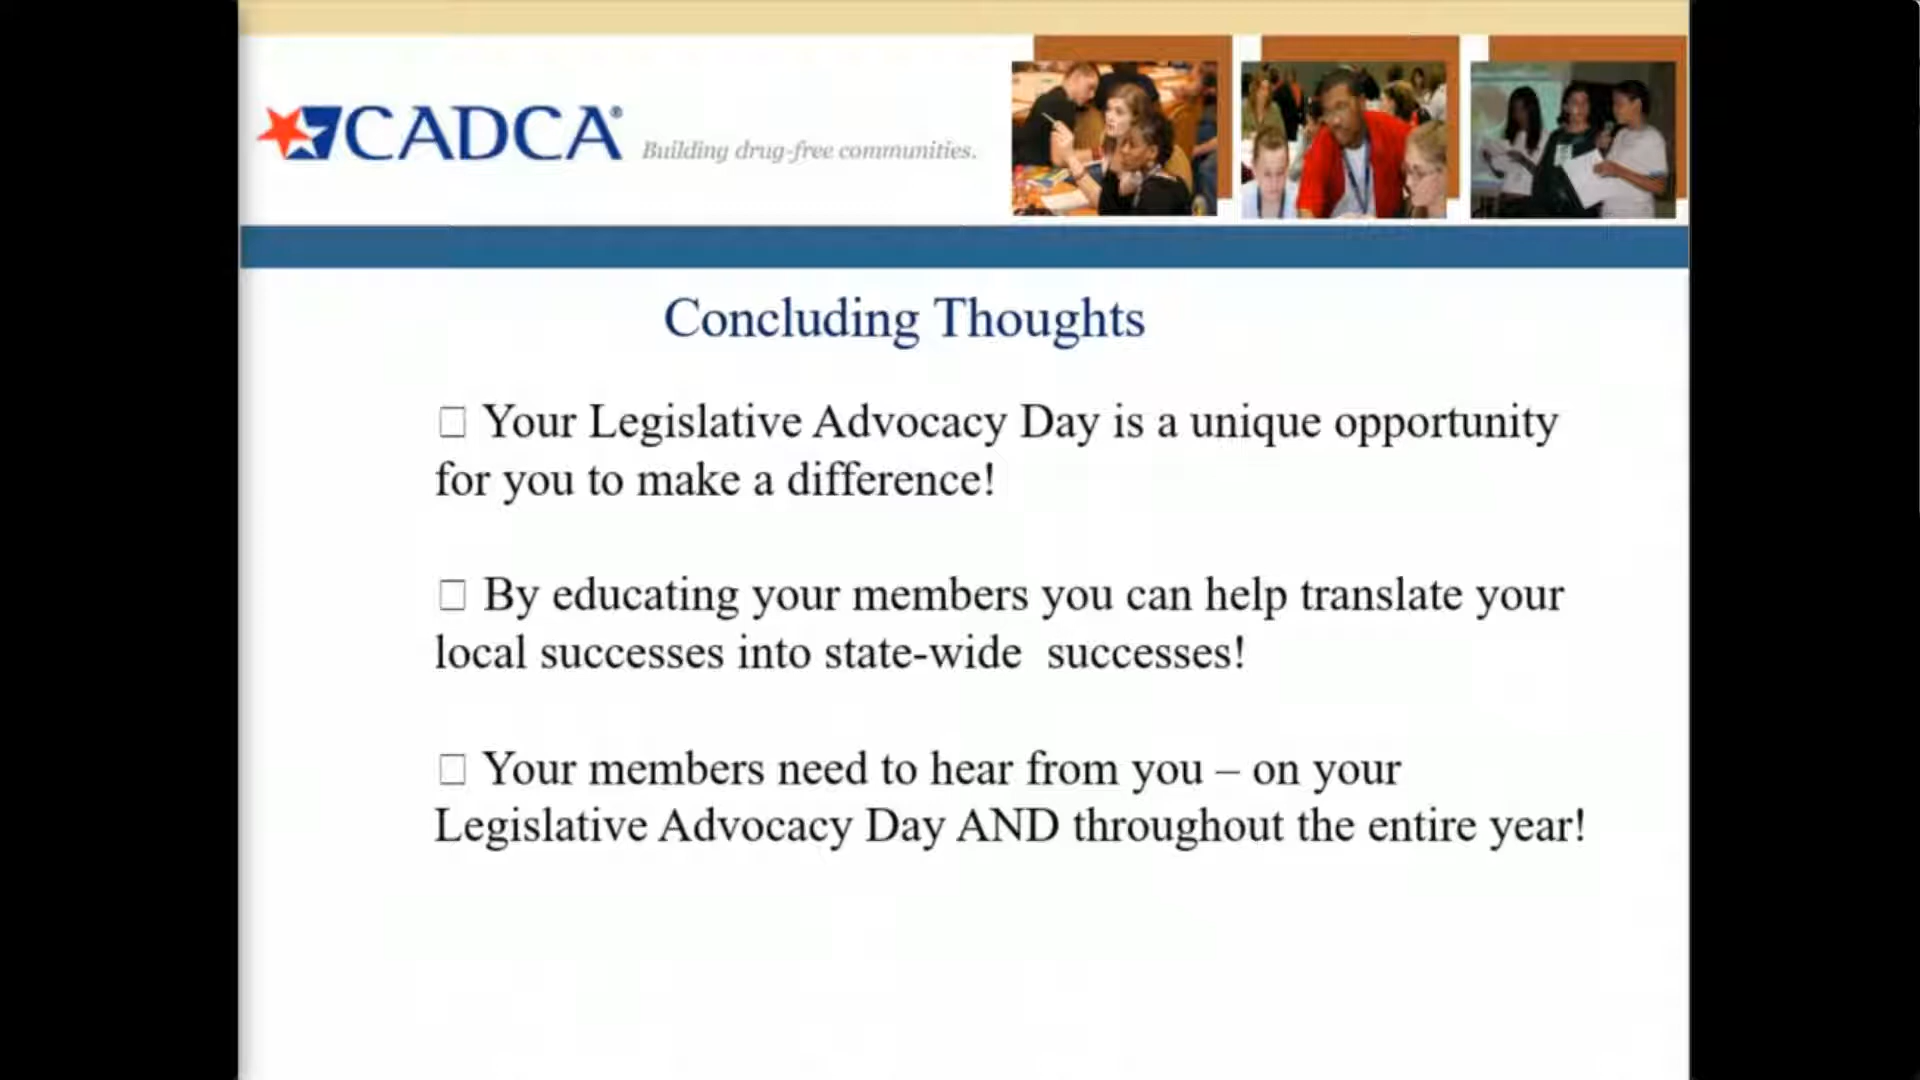 CADCA® Building drug-free communities.
Concluding Thoughts
□ Your Legislative Advocacy Day is a unique opportunity
for you to make a difference!
□ By educating your members you can help translate your
local successes into state-wide  successes!
□ Your members need to hear from you – on your
Legislative Advocacy Day AND throughout the entire year!